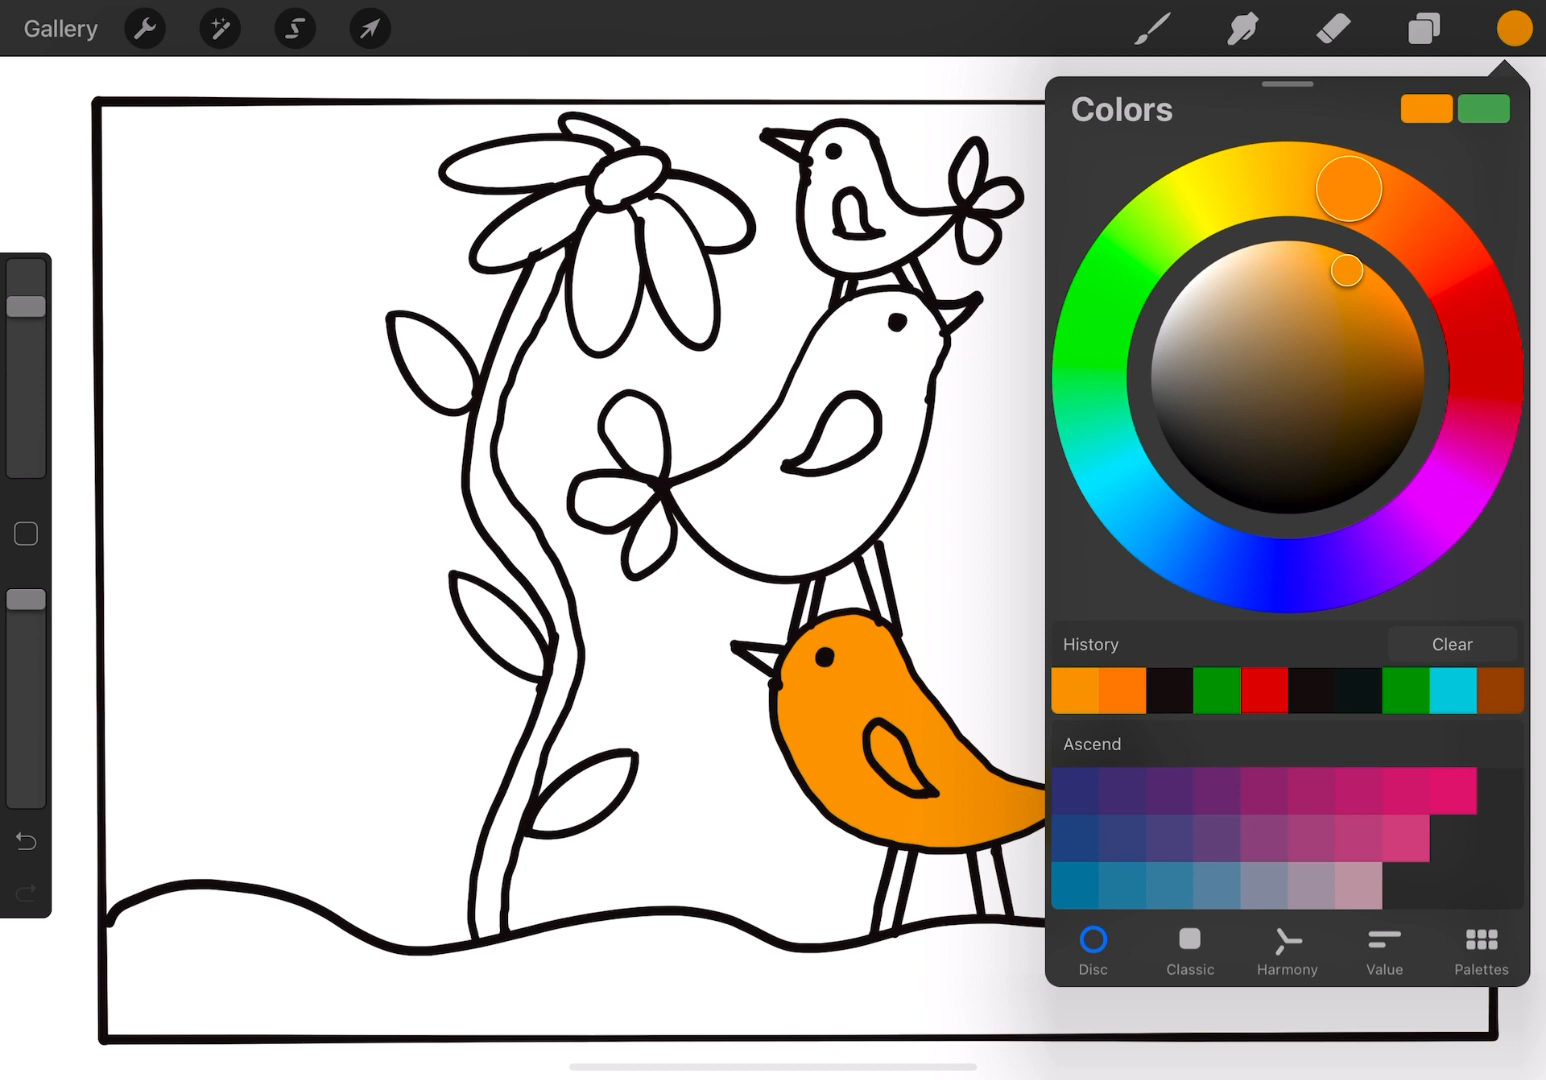 Gallery
Colors
History
Clear
Ascend
Disc
Classic
Harmony
Value
Palettes